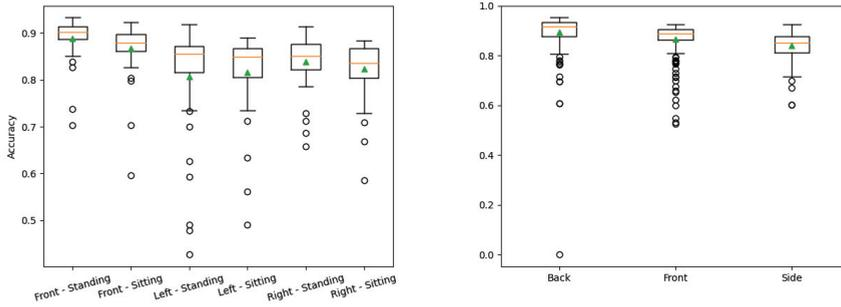 Accuracy
0.9
0.8
0.7
0.6
0.5
Front - Standing
Front - Sitting
Left - Standing
Left - Sitting
Right - Standing
Right - Sitting
1.0
0.8
0.6
0.4
0.2
0.0
Back
Front
Side